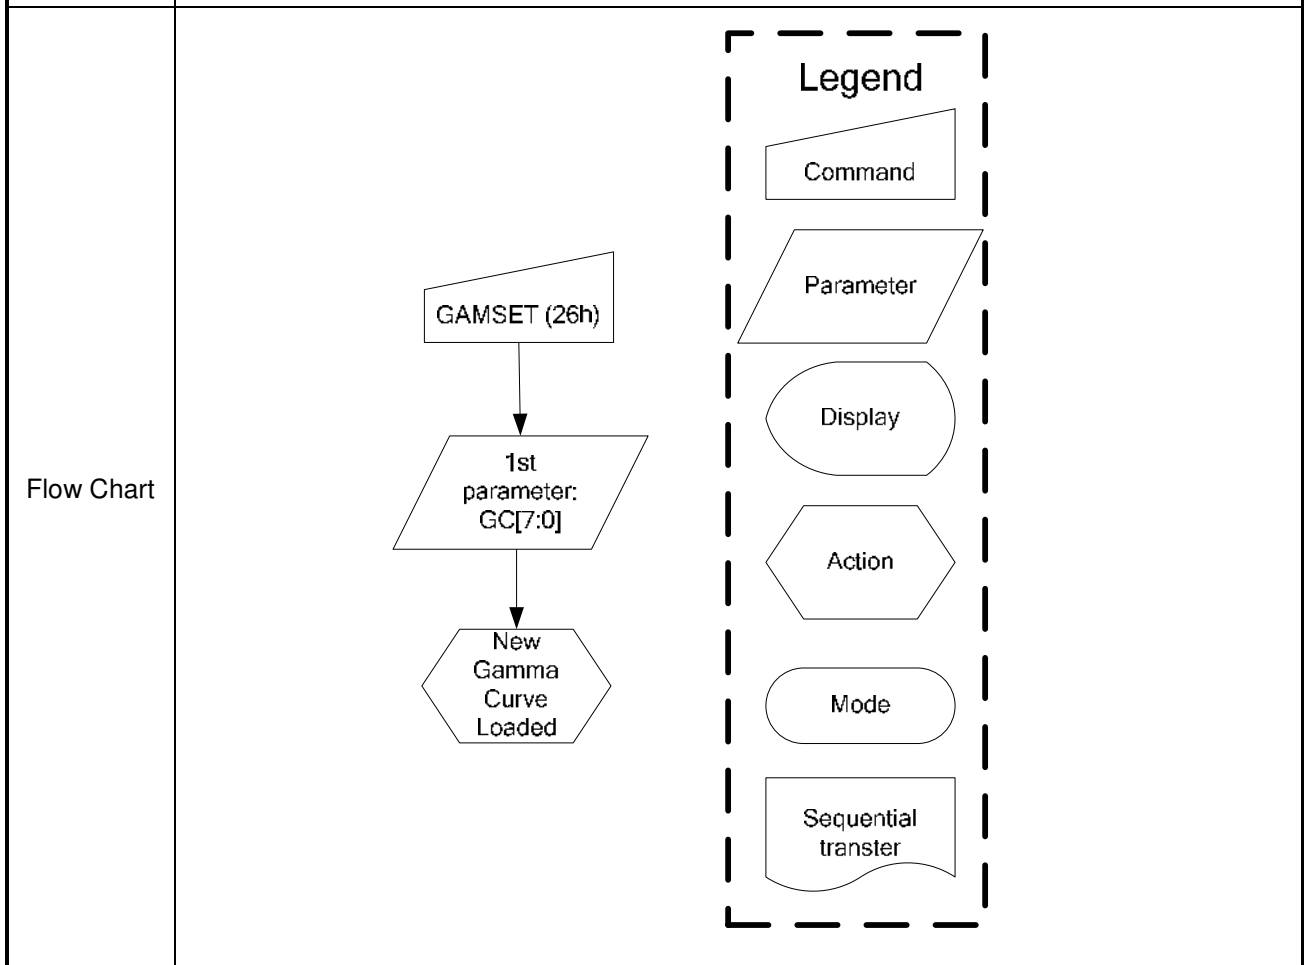 Flow Chart
GAMSET (26h)
1st
parameter:
GC[7:0]
New
Gamma
Curve
Loaded
Legend
Command
Parameter
Display
Action
Mode
Sequential
transter